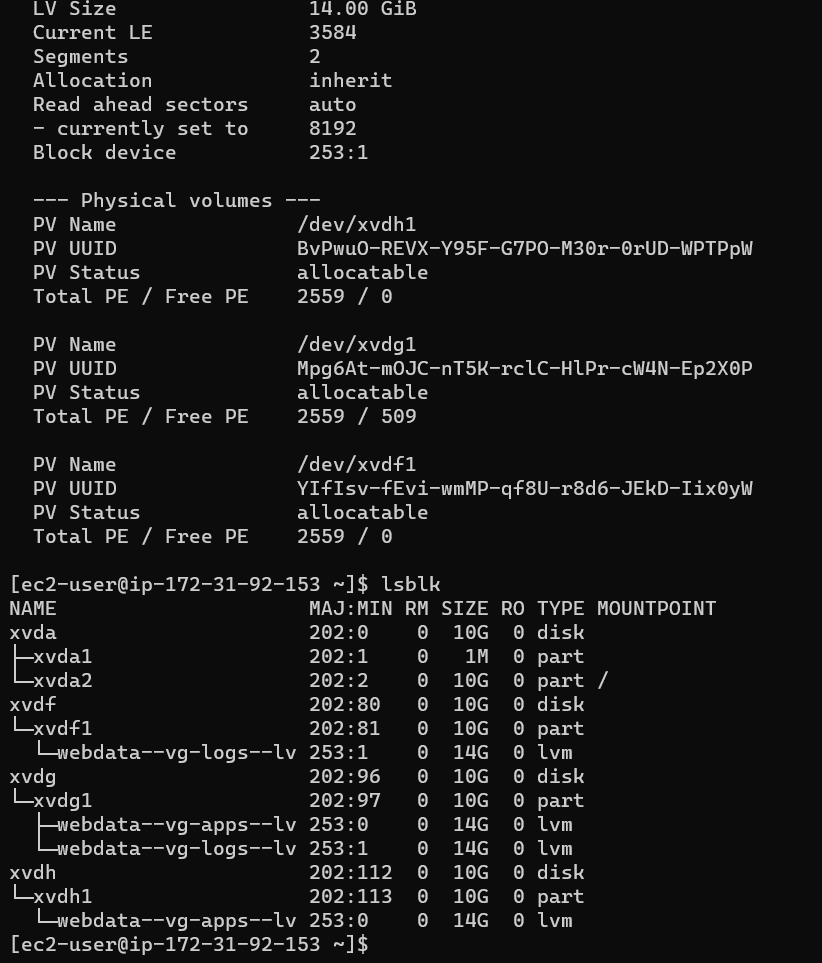 LV Size                14.00 GiB
  Current LE             3584
  Segments               2
  Allocation             inherit
  Read ahead sectors     auto
  - currently set to     8192
  Block device           253:1

  --- Physical volumes ---
  PV Name               /dev/xvdh1
  PV UUID               BvPwuO-REVX-Y95F-G7PO-M30r-0rUD-WPTPpW
  PV Status             allocatable
  Total PE / Free PE    2559 / 0

  PV Name               /dev/xvdg1
  PV UUID               Mpg6At-mOJC-nT5K-rclC-HlPr-cW4N-Ep2X0P
  PV Status             allocatable
  Total PE / Free PE    2559 / 509

  PV Name               /dev/xvdf1
  PV UUID               YIfIsv-fEvi-wmMP-qf8U-r8d6-JEkD-Iix0yW
  PV Status             allocatable
  Total PE / Free PE    2559 / 0

[ec2-user@ip-172-31-92-153 ~]$ lsblk
NAME                     MAJ:MIN RM SIZE RO TYPE MOUNTPOINT
xvda                     202:0    0  10G  0 disk
├─xvda1                  202:1    0   1M  0 part
└─xvda2                  202:2    0  10G  0 part /
xvdf                     202:80   0  10G  0 disk
└─xvdf1                  202:81   0  10G  0 part
  └─webdata--vg-logs--lv 253:1    0  14G  0 lvm
xvdg                     202:96   0  10G  0 disk
└─xvdg1                  202:97   0  10G  0 part
  ├─webdata--vg-apps--lv 253:0    0  14G  0 lvm
  └─webdata--vg-logs--lv 253:1    0  14G  0 lvm
xvdh                     202:112  0  10G  0 disk
└─xvdh1                  202:113  0  10G  0 part
  └─webdata--vg-apps--lv 253:0    0  14G  0 lvm
[ec2-user@ip-172-31-92-153 ~]$